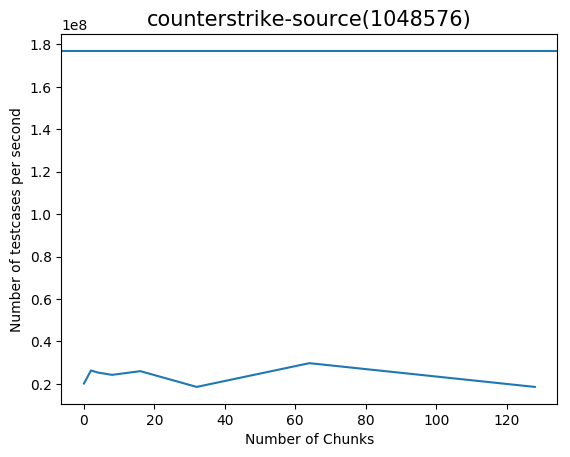 counterstrike-source(1048576)
1e8
1.8
1.6
1.4
1.2
1.0
0.8
0.6
0.4
0.2
Number of testcases per second
0 20 40 60 80 100 120
Number of Chunks